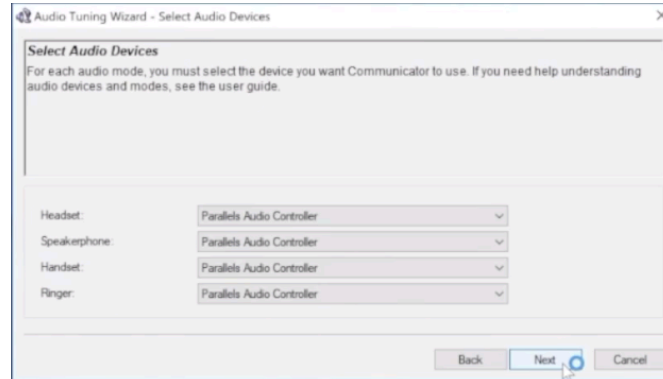 Audio Tuning Wizard - Select Audio Devices
Select Audio Devices
For each audio mode, you must select the device you want Communicator to use. If you need help understanding
audio devices and modes, see the user guide.
Headset: Parallels Audio Controller
Speakerphone: Parallels Audio Controller
Handset: Parallels Audio Controller
Ringer: Parallels Audio Controller
Back Next Cancel